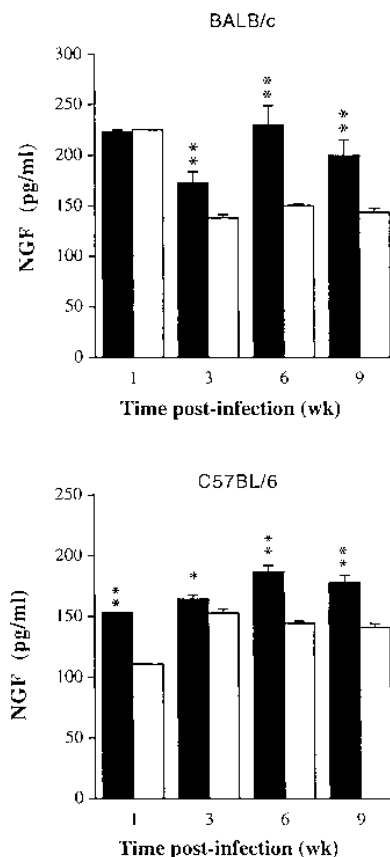 BALB/c
300
250
200
150
100
50
0
NGF (pg/ml)
**
**
**
1 3 6 9
Time post-infection (wk)
C57BL/6
250
200
150
100
50
0
NGF (pg/ml)
**
*
**
**
1 3 6 9
Time post-infection (wk)